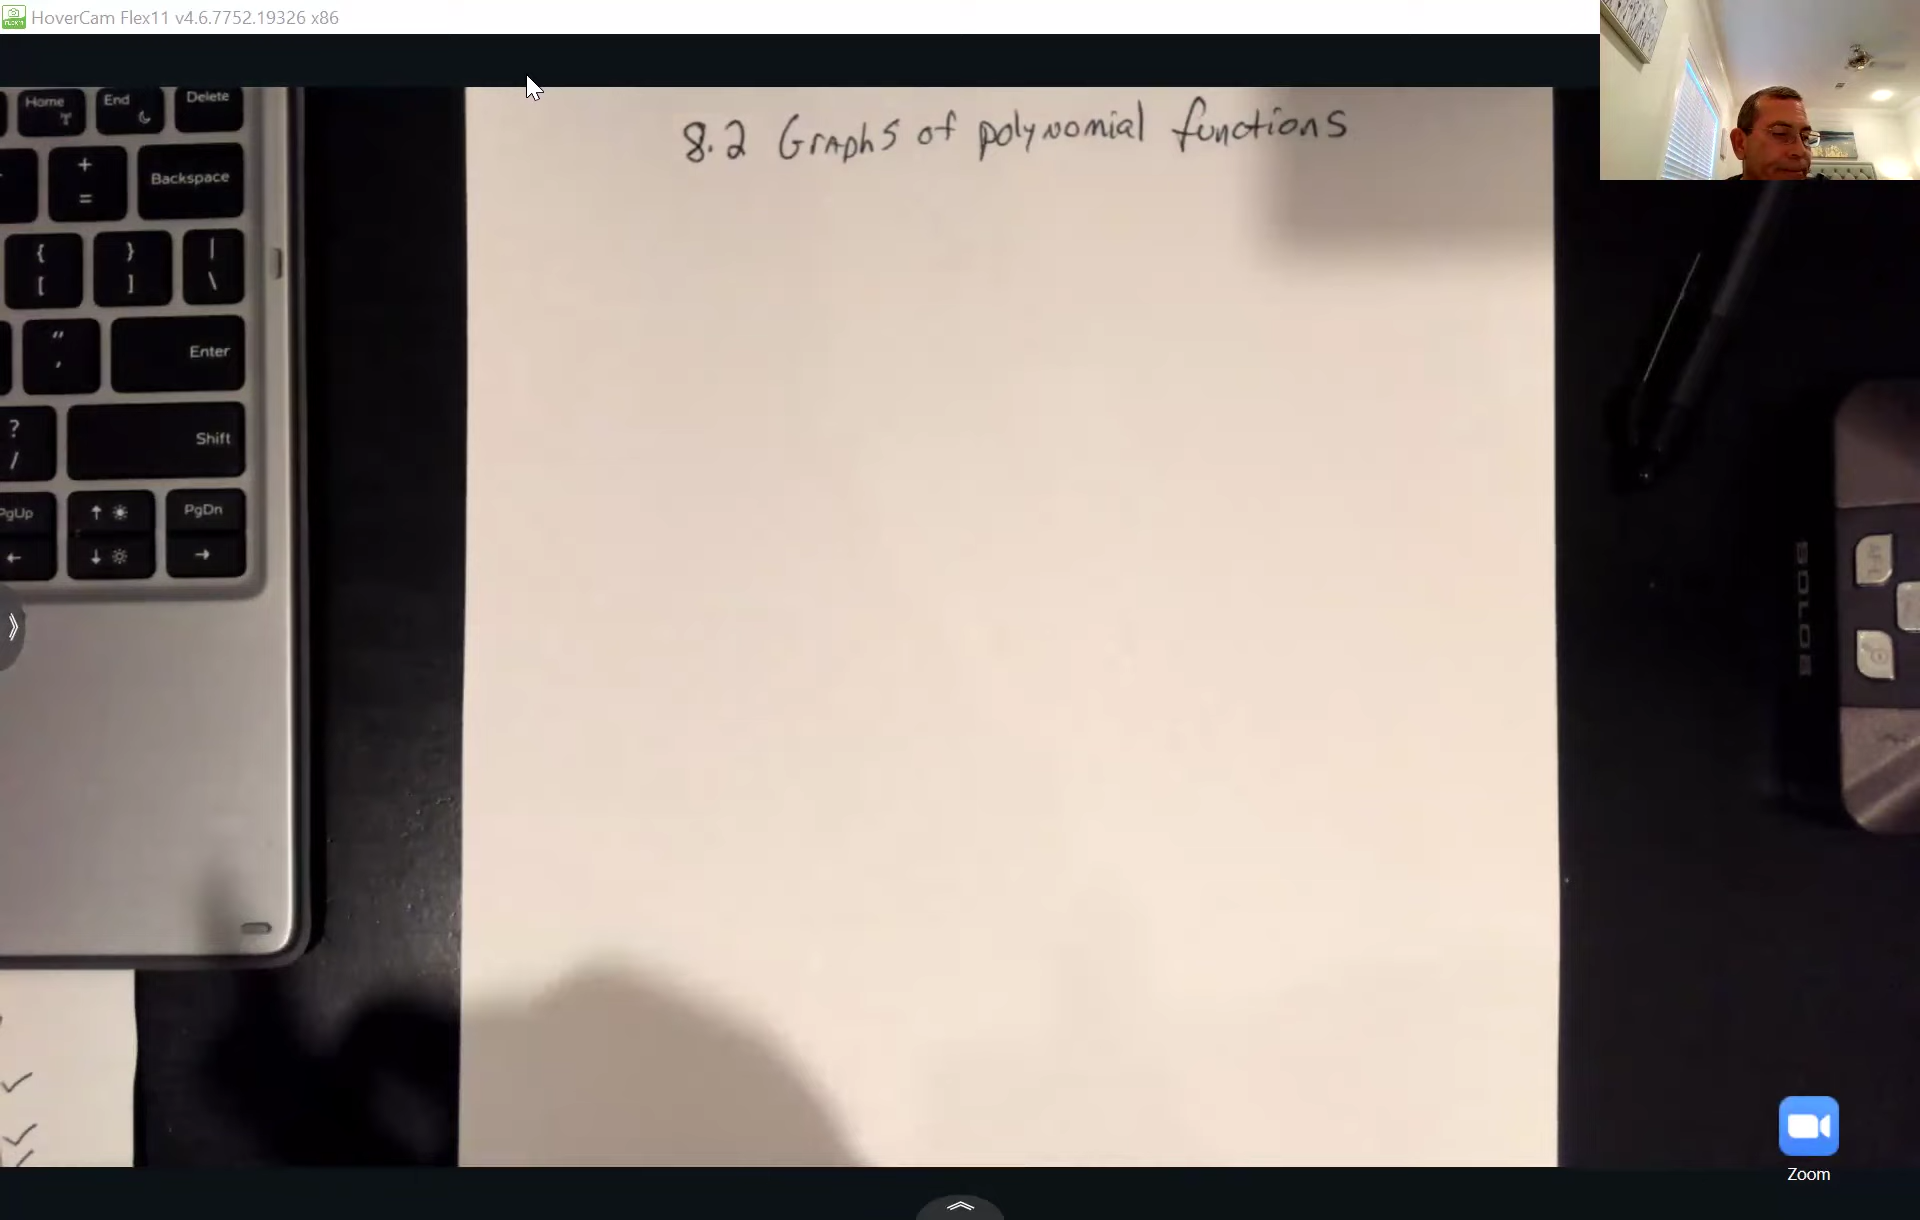 HoverCam Flex11 v4.6.7752.19326 x86
8.2 Graphs of polynomial functions
Home
End
Delete
+
=
Backspace
{
[
}
]
|
\
"
'
Enter
?
/
Shift
PgUp
PgDn
SOLO8
Zoom